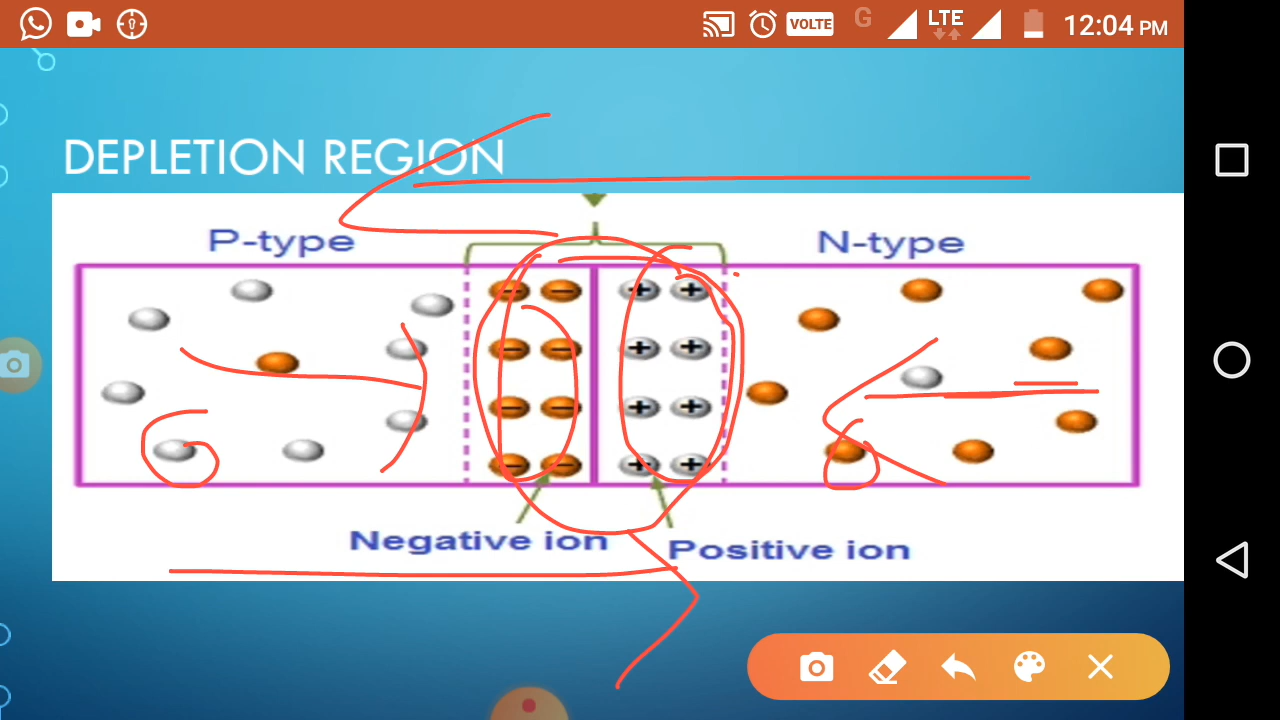 VOLTE G LTE 12:04 PM
DEPLETION REGION
P-type N-type
Negative ion
Positive ion